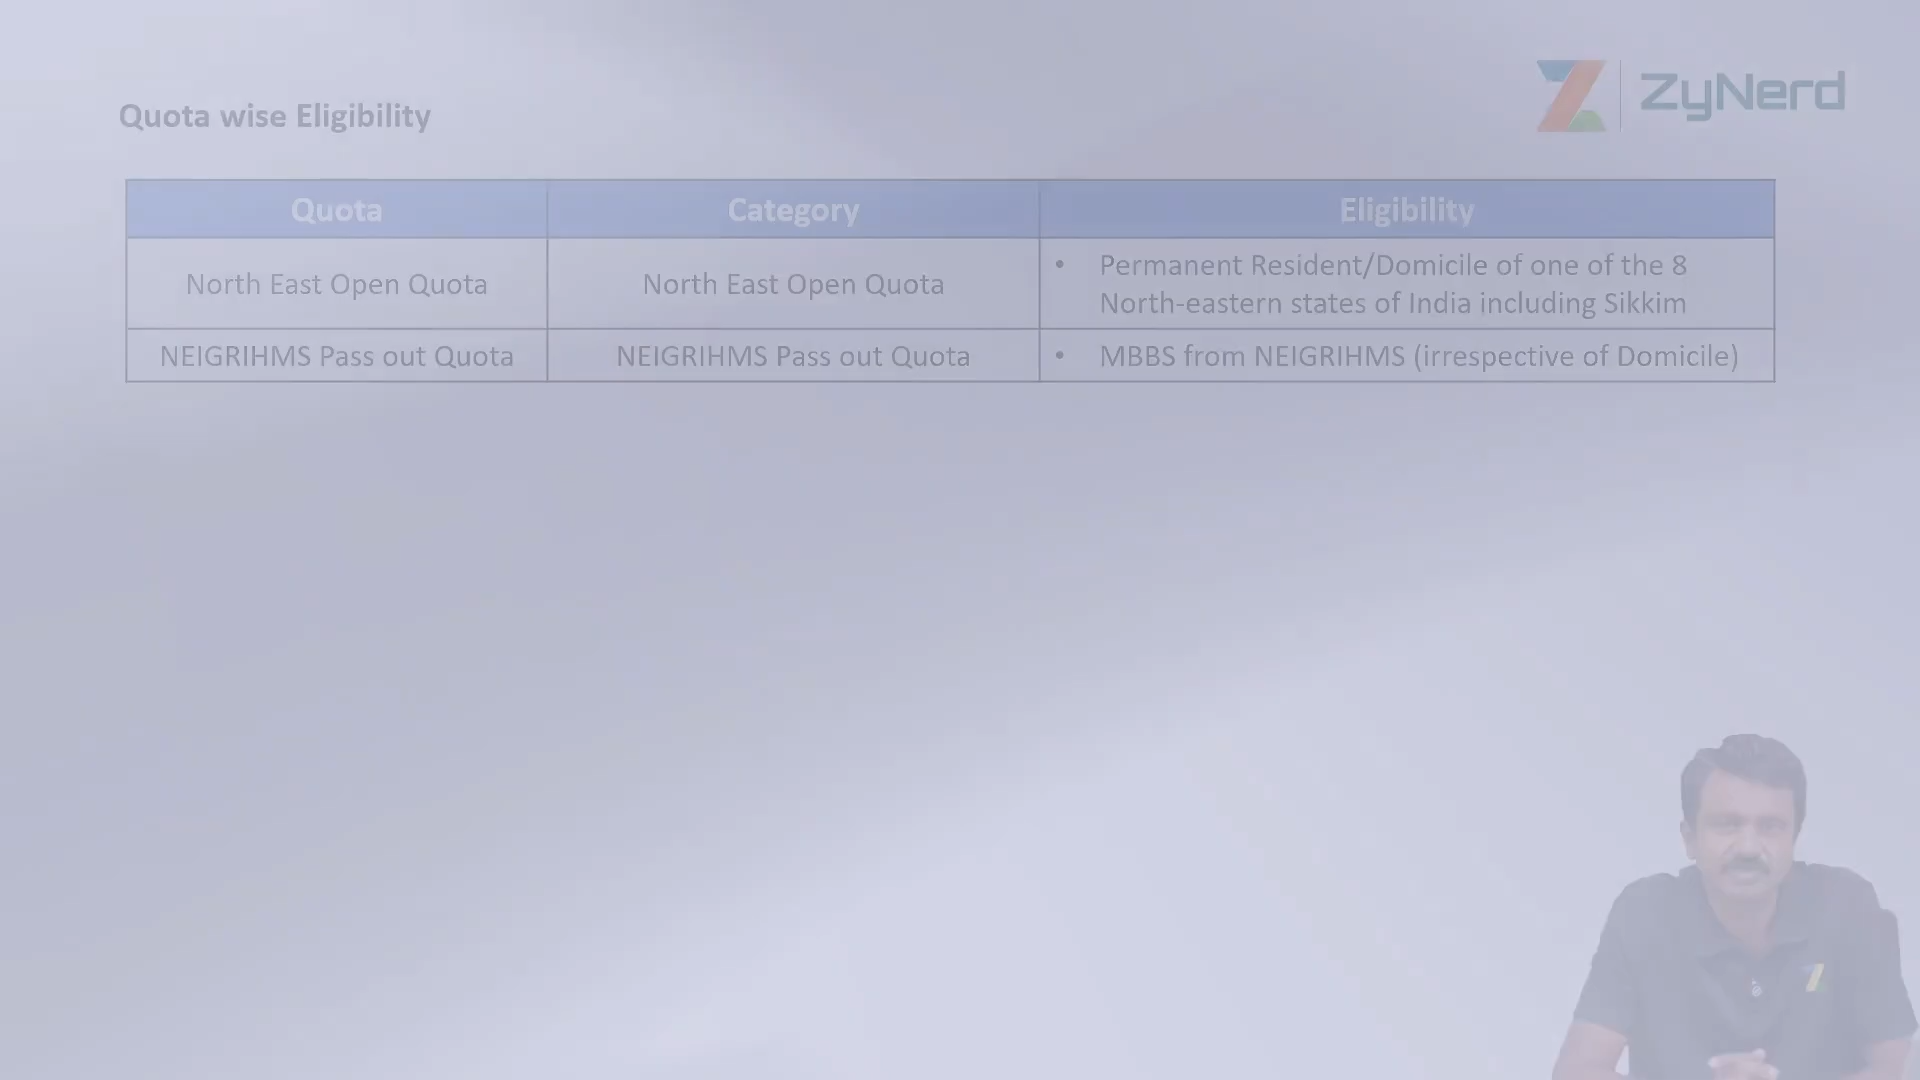 Quota wise Eligibility
ZyNerd
Quota
Category
Eligibility
North East Open Quota
North East Open Quota
• Permanent Resident/Domicile of one of the 8
North-eastern states of India including Sikkim
NEIGRIHMS Pass out Quota
NEIGRIHMS Pass out Quota
• MBBS from NEIGRIHMS (irrespective of Domicile)